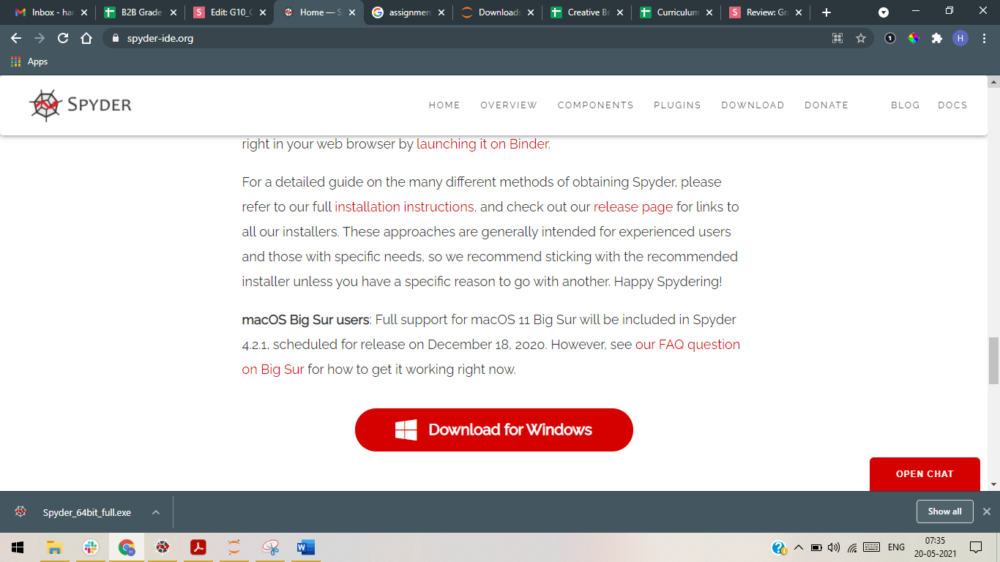 Inbox - har
B2B Grade
Edit: G10_C
Home — S
assignmen
Downloads
Creative Br
Curriculum
Review: Gra
spyder-ide.org
H
Apps
SPYDER
HOME OVERVIEW COMPONENTS PLUGINS DOWNLOAD DONATE BLOG DOCS
right in your web browser by launching it on Binder.
For a detailed guide on the many different methods of obtaining Spyder, please
refer to our full installation instructions, and check out our release page for links to
all our installers. These approaches are generally intended for experienced users
and those with specific needs, so we recommend sticking with the recommended
installer unless you have a specific reason to go with another. Happy Spydering!
macOS Big Sur users: Full support for macOS 11 Big Sur will be included in Spyder
4.2.1, scheduled for release on December 18, 2020. However, see our FAQ question
on Big Sur for how to get it working right now.
Download for Windows
OPEN CHAT
Spyder_64bit_full.exe
Show all
ENG
07:35
20-05-2021